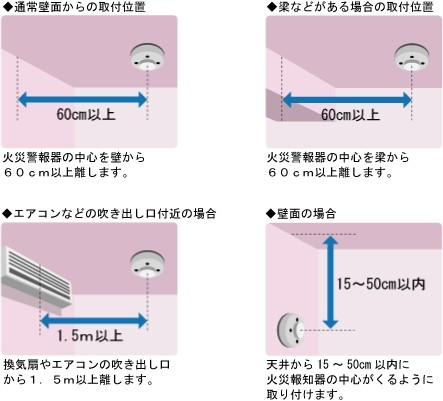 ◆通常壁面からの取付位置
60cm以上
火災警報器の中心を壁から
６０ｃｍ以上離します。
◆梁などがある場合の取付位置
60cm以上
火災警報器の中心を梁から
６０ｃｍ以上離します。
◆エアコンなどの吹き出し口付近の場合
1.5ｍ以上
換気扇やエアコンの吹き出し口
から１．５ｍ以上離します。
◆壁面の場合
15～50cm以内
天井から15～50cm以内に
火災報知器の中心がくるように
取り付けます。